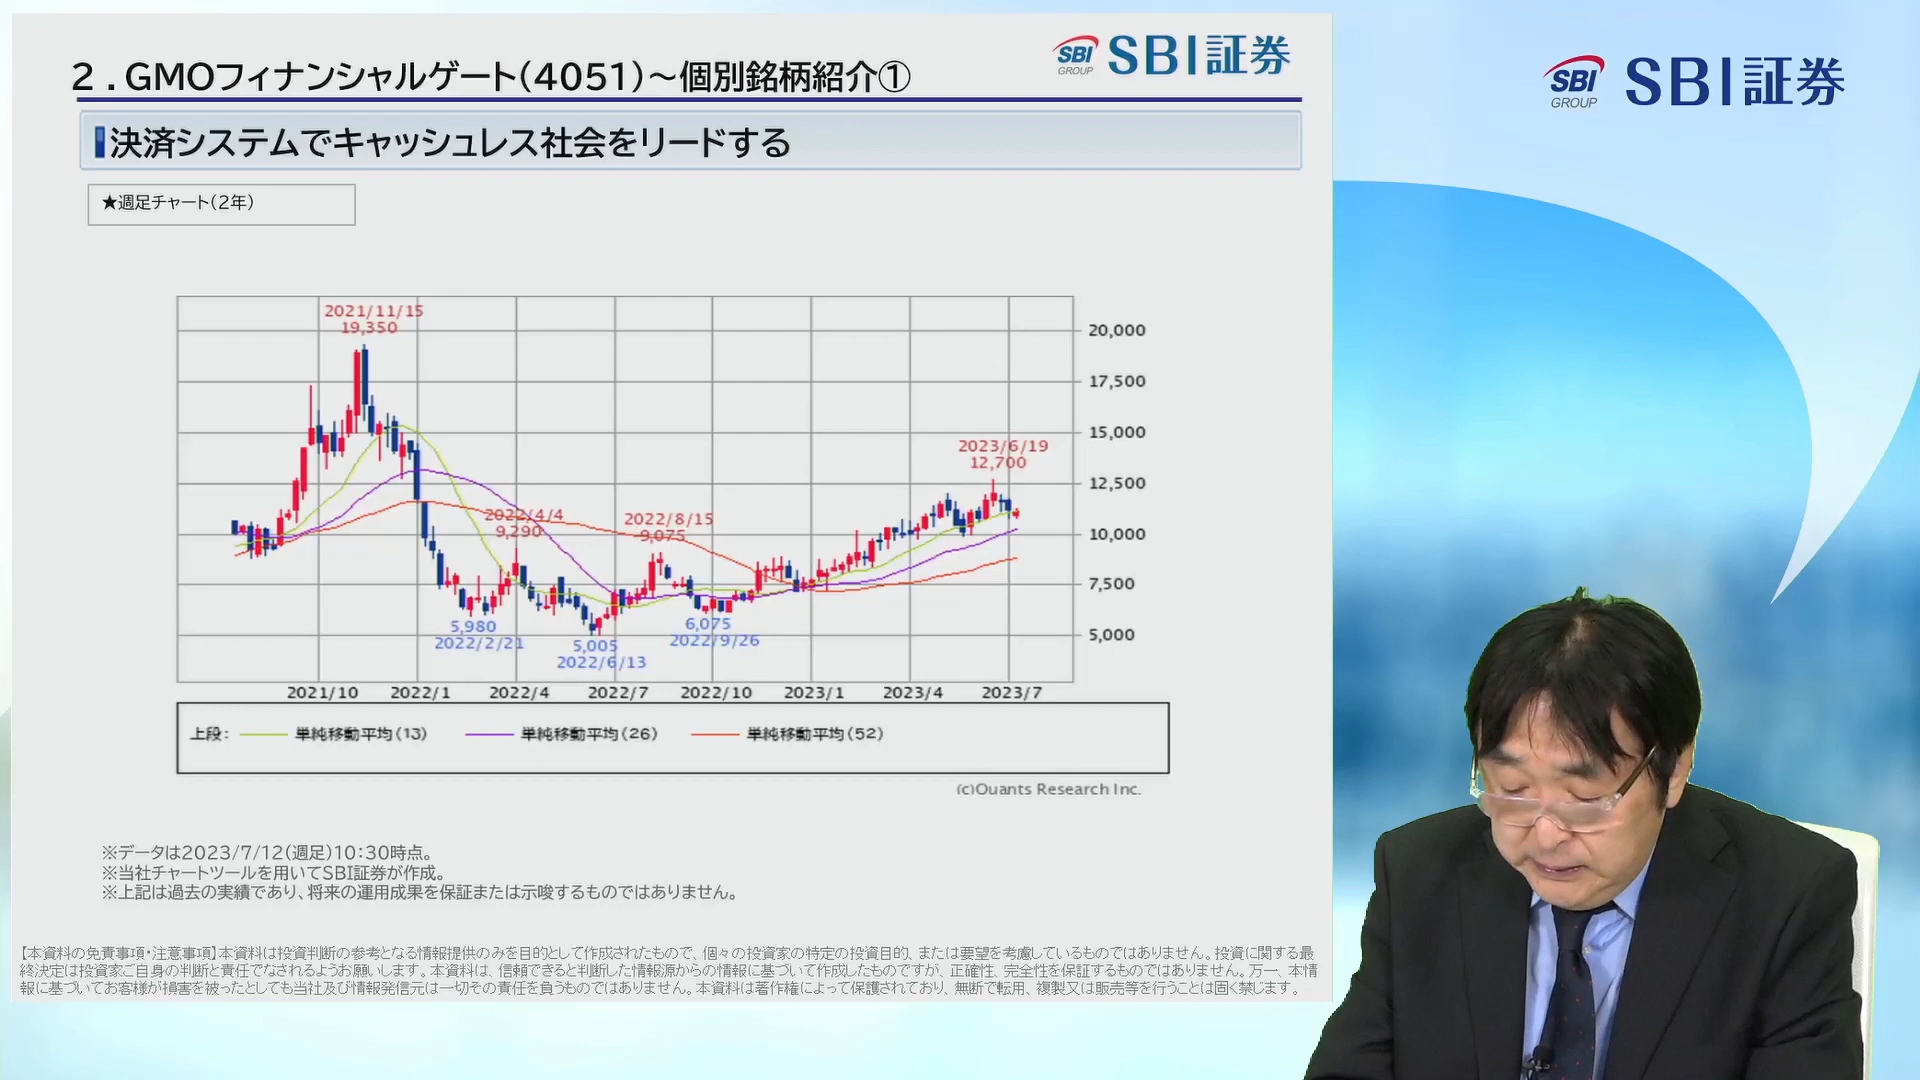 2.GMOフィナンシャルゲート(4051)～個別銘柄紹介①
SBI GROUP SBI証券
SBI GROUP SBI証券
決済システムでキャッシュレス社会をリードする
★週足チャート(2年)
2021/11/15
19,350
20,000
17,500
15,000
2023/6/19
12,700
12,500
2022/4/4
9,290
2022/8/15
9,075
10,000
7,500
5,980
2022/2/21
5,005
2022/6/13
6,075
2022/9/26
5,000
2021/10 2022/1 2022/4 2022/7 2022/10 2023/1 2023/4 2023/7
上段: 単純移動平均(13) 単純移動平均(26) 単純移動平均(52)
(c)Quants Research Inc.
※データは2023/7/12(週足)10:30時点。
※当社チャートツールを用いてSBI証券が作成。
※上記は過去の実績であり、将来の運用成果を保証または示唆するものではありません。
【本資料の免責事項・注意事項】本資料は投資判断の参考となる情報提供のみを目的として作成されたもので、個々の投資家の特定の投資目的、または要望を考慮しているものではありません。投資に関する最
終決定は投資家ご自身の判断と責任でなされるようお願いします。本資料は、信頼できると判断した情報源からの情報に基づいて作成したものですが、正確性、完全性を保証するものではありません。万一、本情
報に基づいてお客様が損害を被ったとしても当社及び情報発信元は一切その責任を負うものではありません。本資料は著作権によって保護されており、無断で転用、複製又は販売等を行うことは固く禁じます。